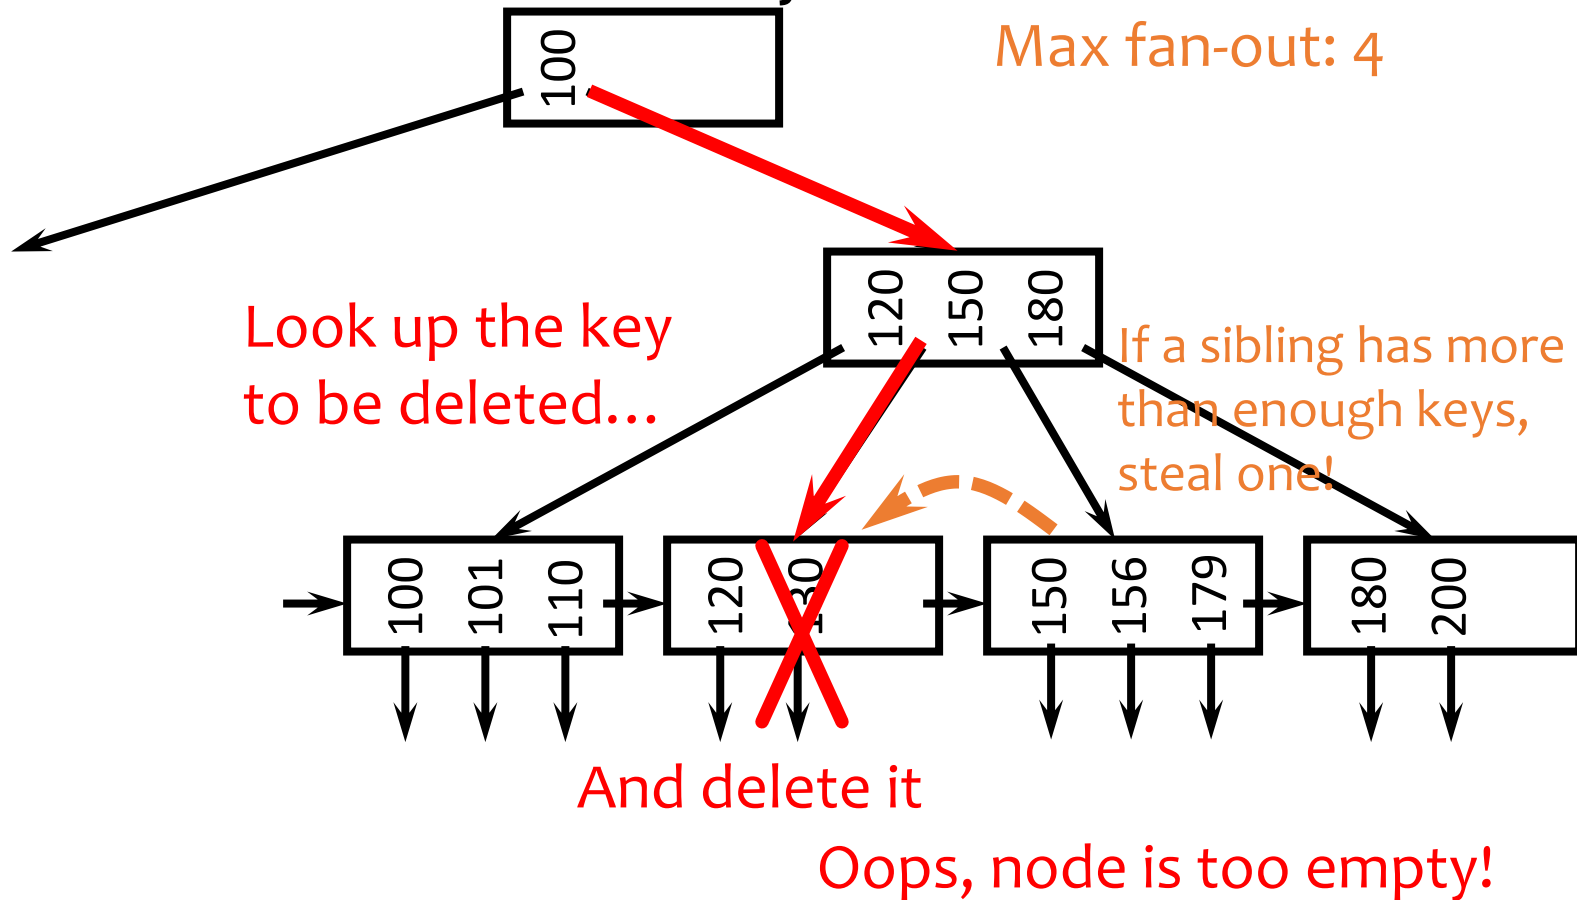 100
Max fan-out: 4
120 150 180
Look up the key
to be deleted…
If a sibling has more
than enough keys,
steal one!
100 101 110
120 130
150 156 179
180 200
And delete it
Oops, node is too empty!